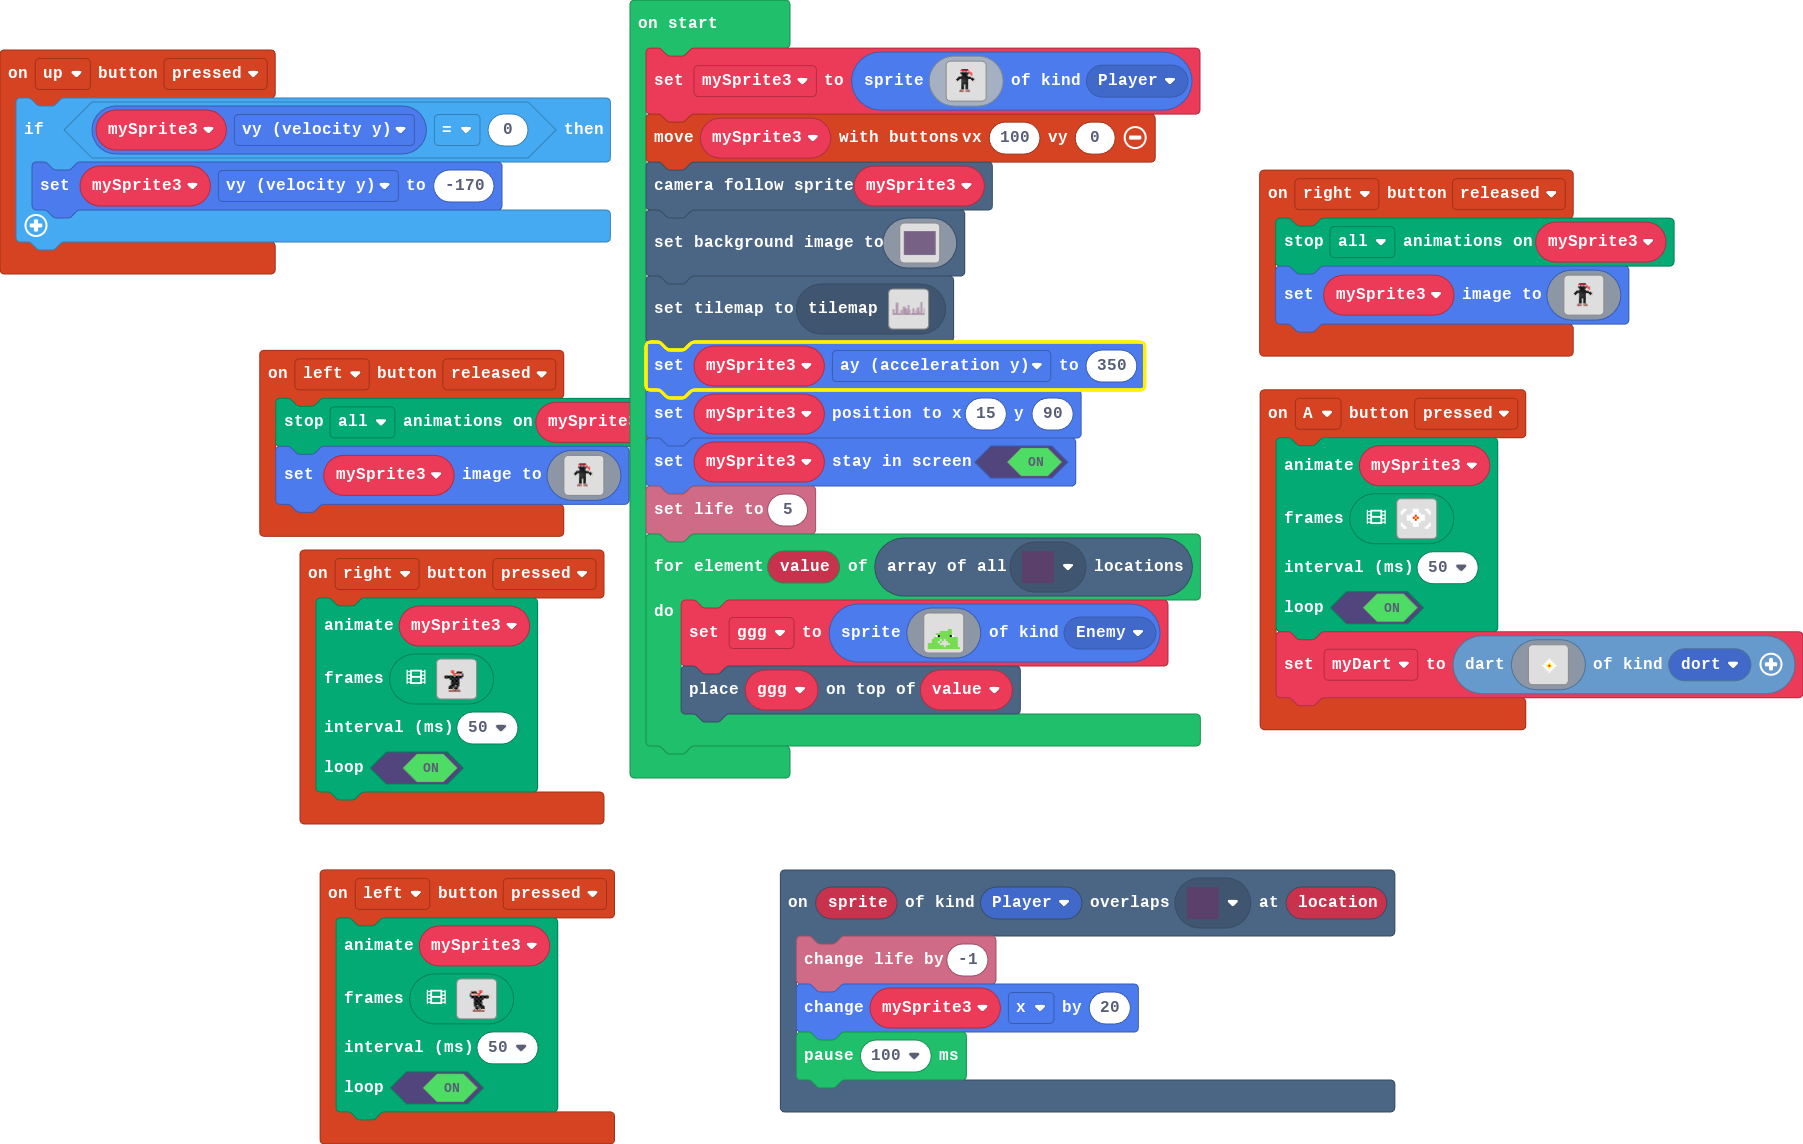 on up button pressed
if mySprite3 vy (velocity y) = 0 then
set mySprite3 vy (velocity y) to -170
on left button released
stop all animations on mySprite
set mySprite3 image to
on right button pressed
animate mySprite3
frames
interval (ms) 50
loop ON
on left button pressed
animate mySprite3
frames
interval (ms) 50
loop ON
on start
set mySprite3 to sprite of kind Player
move mySprite3 with buttons vx 100 vy 0
camera follow sprite mySprite3
set background image to
set tilemap to tilemap
set mySprite3 ay (acceleration y) to 350
set mySprite3 position to x 15 y 90
set mySprite3 stay in screen ON
set life to 5
for element value of array of all locations
do
set ggg to sprite of kind Enemy
place ggg on top of value
on sprite of kind Player overlaps at location
change life by -1
change mySprite3 x by 20
pause 100 ms
on right button released
stop all animations on mySprite3
set mySprite3 image to
on A button pressed
animate mySprite3
frames
interval (ms) 50
loop ON
set myDart to dart of kind dort